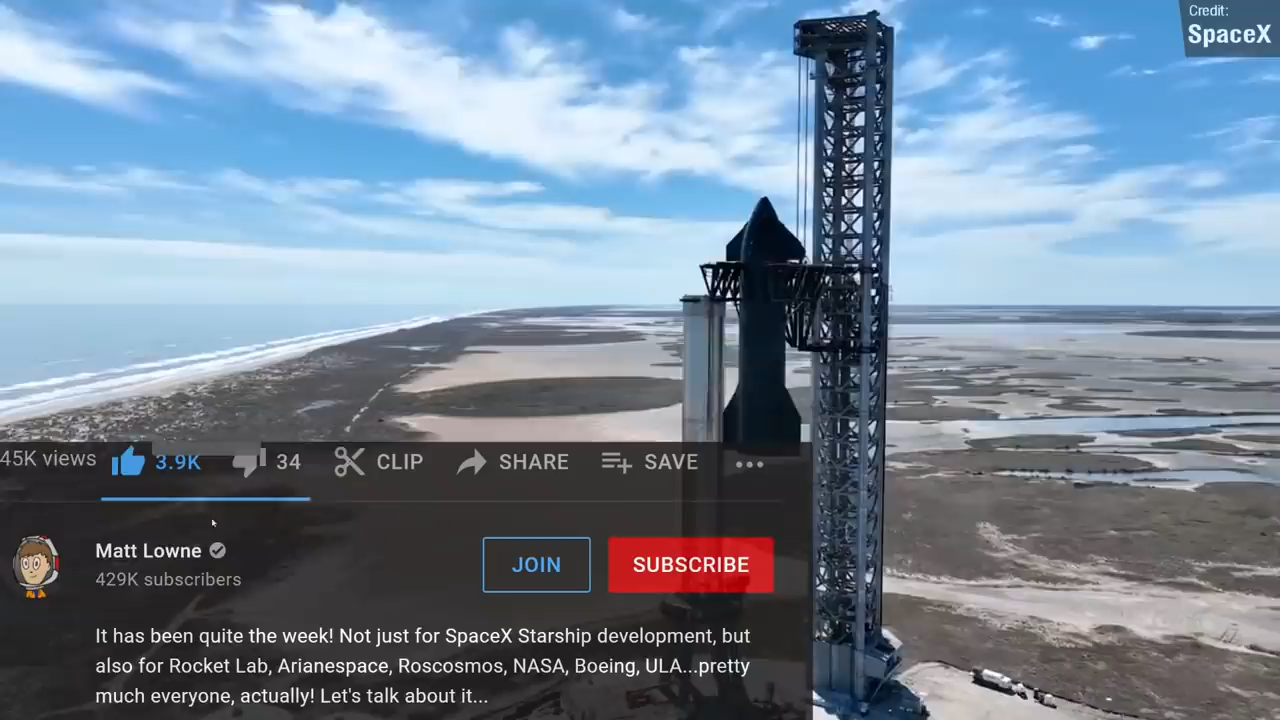 Credit:
SpaceX
45K views 3.9K 34 CLIP SHARE SAVE
Matt Lowne
429K subscribers
JOIN SUBSCRIBE
It has been quite the week! Not just for SpaceX Starship development, but
also for Rocket Lab, Arianespace, Roscosmos, NASA, Boeing, ULA...pretty
much everyone, actually! Let's talk about it...